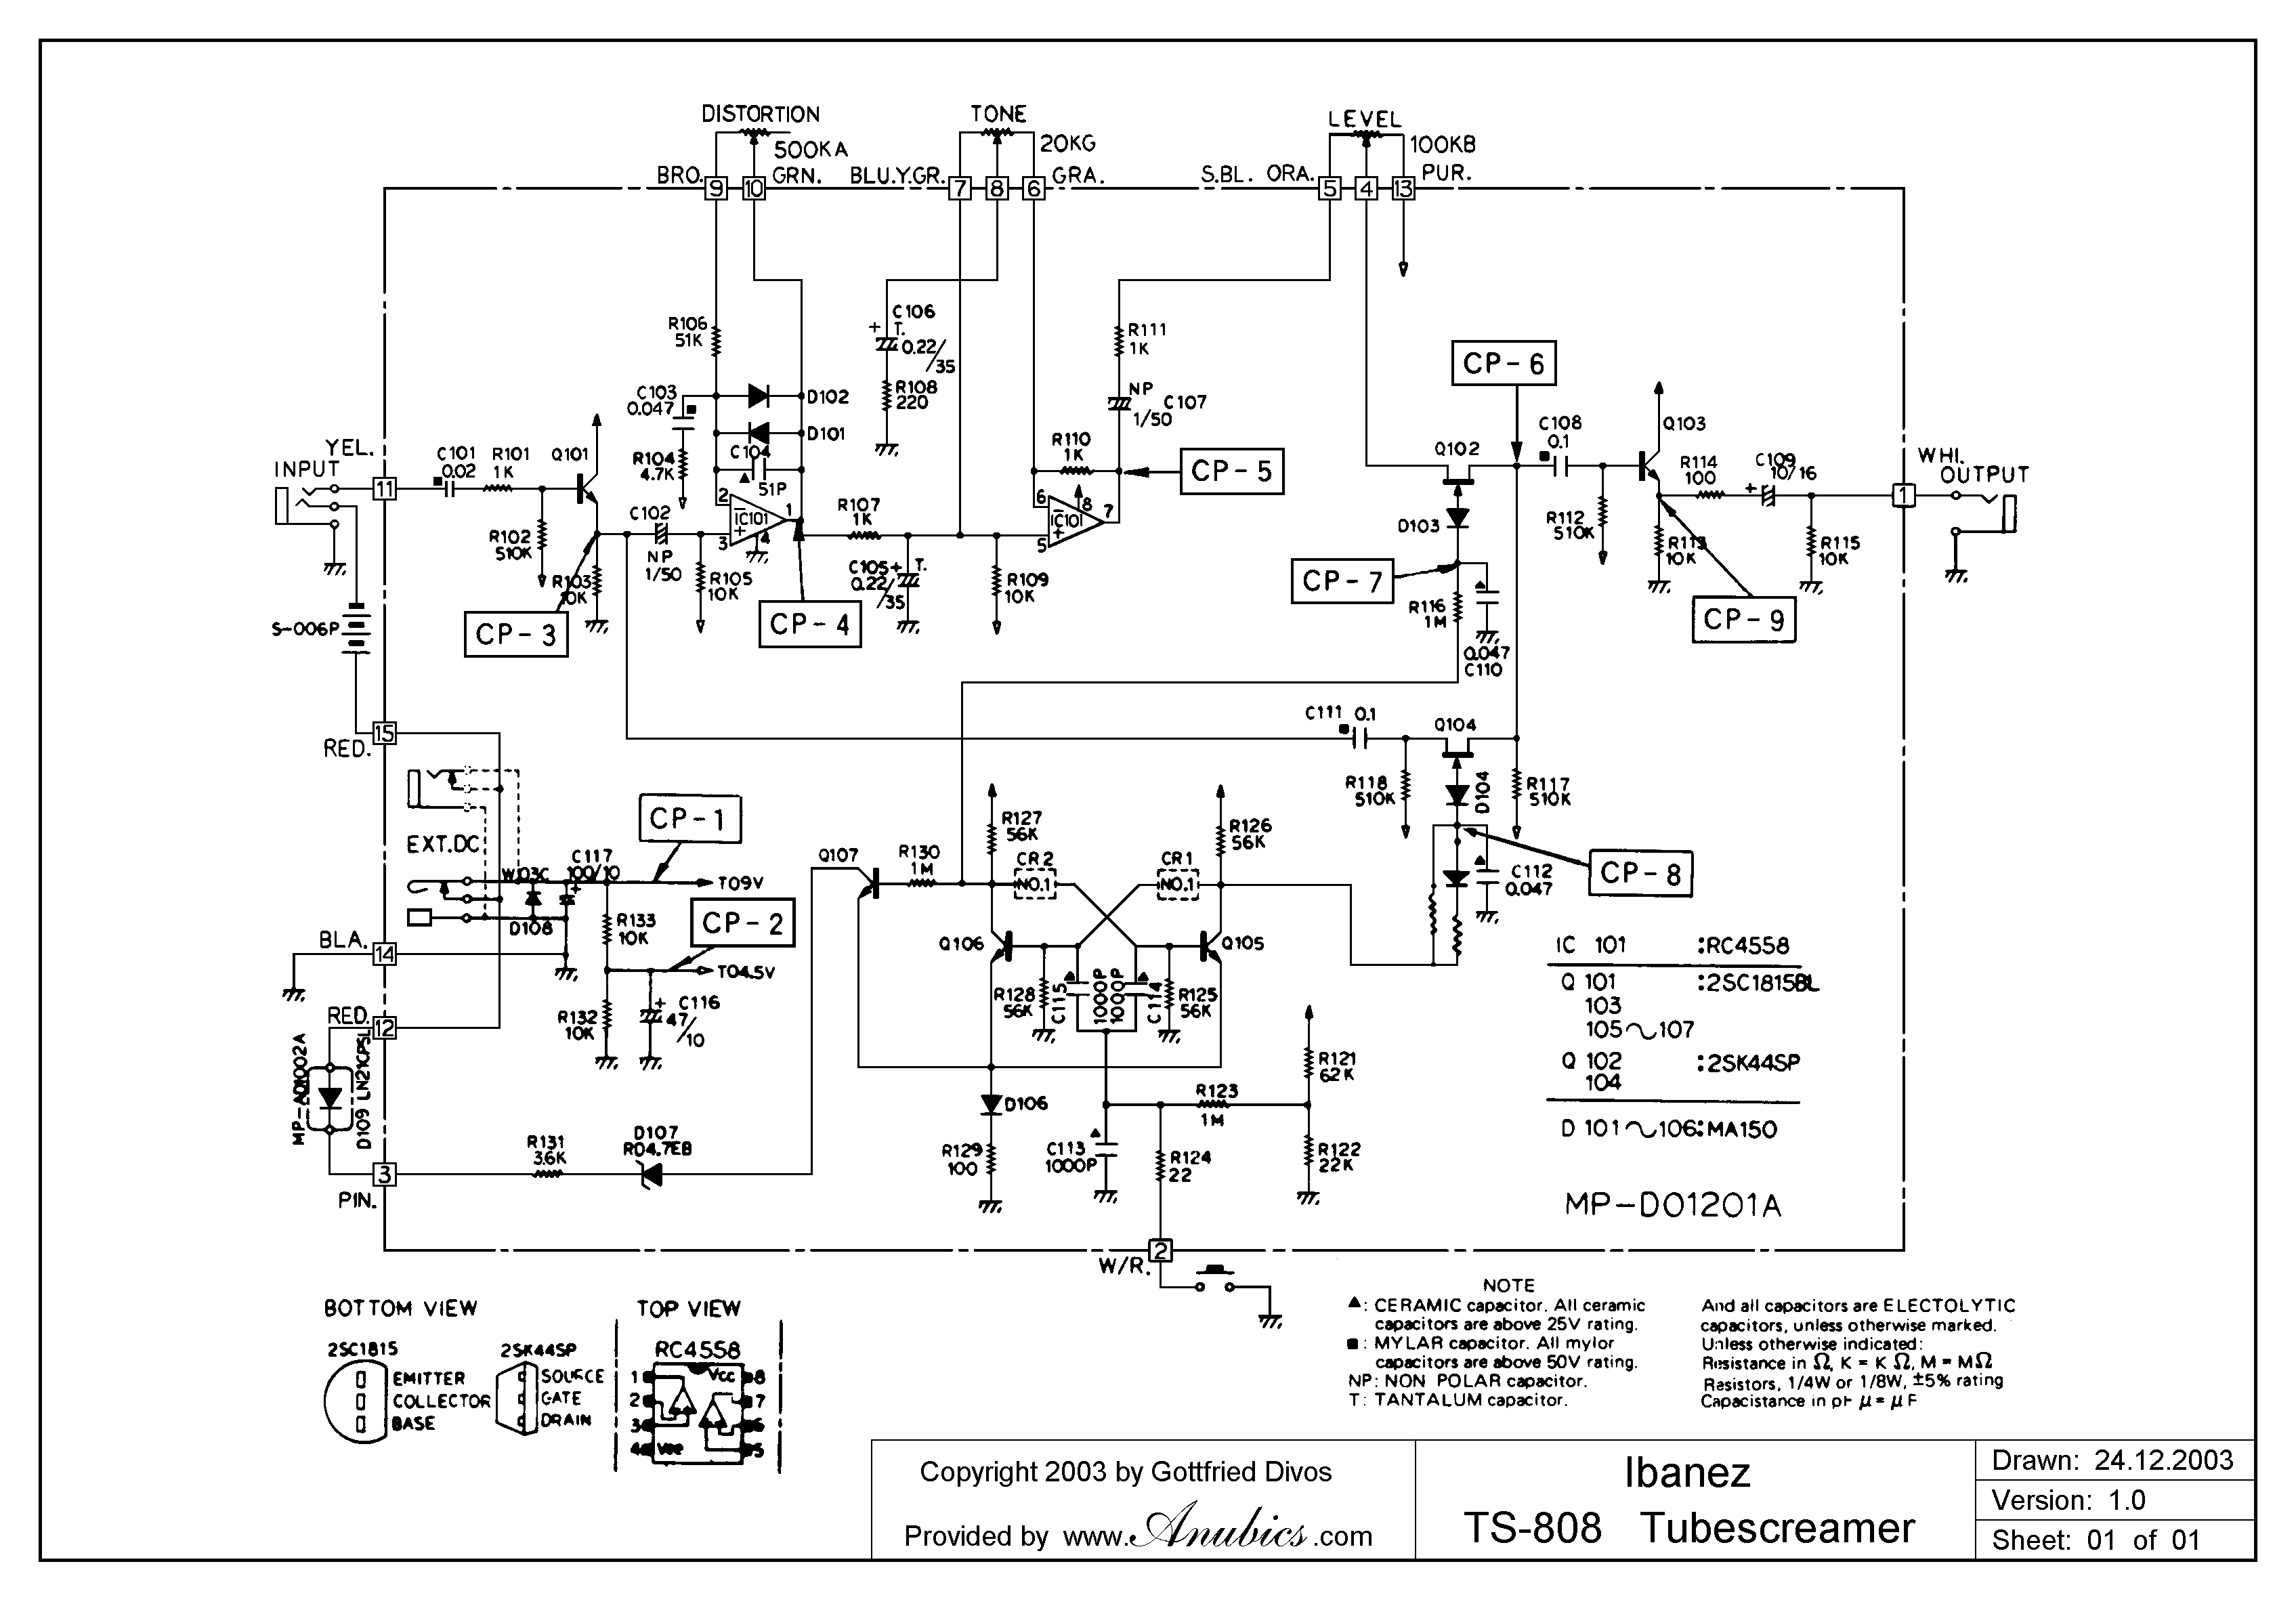 DISTORTION
500KA
BRO. 9 10 GRN.
TONE
20KG
BLU.Y.GR. 7 8 6 GRA.
LEVEL
100KB
S.BL. ORA. 5 4 13 PUR.
R106
51K
C103
0.047
R104
4.7K
D102
D101
C104
51P
C106
+ T.
0.22/35
R108
220
R111
1K
NP
1/50 C107
R110
1K
CP-5
CP-6
YEL.
INPUT
11
C101
0.02
R101
1K
Q101
R102
510K
R103
10K
CP-3
C102
NP
1/50
R105
10K
2
3
IC101
1
4
CP-4
R107
1K
C105 + T.
0.22/35
R109
10K
6
5
IC101
8
7
Q102
D103
CP-7
R116
1M
0.047
C110
C108
0.1
R112
510K
Q103
R114
100
C109
10/16
R113
10K
R115
10K
CP-9
WHI.
OUTPUT
1
S-006P
15
RED.
C111 0.1
Q104
R118
510K
D104
R117
510K
CP-8
C112
0.047
EXT.DC
W03C
D108
C117
100/10
CP-1
TO9V
R133
10K
CP-2
TO4.5V
R132
10K
C116
47/10
BLA.
14
RED.
12
MP-AD1002A
D109 LN21CPSL
3
PIN.
R131
3.6K
D107
RD4.7EB
Q107
R130
1M
R127
56K
CR2
NO.1
CR1
NO.1
R126
56K
Q106
Q105
R128
56K
C115
1000P
1000P
C114
R125
56K
D106
R129
100
C113
1000P
R123
1M
R124
22
R121
62K
R122
22K
W/R.
2
IC 101 :RC4558
Q 101 :2SC1815BL
103
105~107
Q 102 :2SK44SP
104
D 101~106:MA150
MP-D01201A
BOTTOM VIEW
2SC1815
EMITTER
COLLECTOR
BASE
2SK44SP
SOURCE
GATE
DRAIN
TOP VIEW
RC4558
1 Vcc 8
2 7
3 6
4 Vee 5
NOTE
▲: CERAMIC capacitor. All ceramic
capacitors are above 25V rating.
■: MYLAR capacitor. All mylor
capacitors are above 50V rating.
NP: NON POLAR capacitor.
T: TANTALUM capacitor.
And all capacitors are ELECTOLYTIC
capacitors, unless otherwise marked.
Unless otherwise indicated:
Resistance in Ω, K = K Ω, M = MΩ
Resistors, 1/4W or 1/8W, ±5% rating
Capacistance in pF μ = μ F
Copyright 2003 by Gottfried Divos
Provided by www.Anubics.com
Ibanez
TS-808 Tubescreamer
Drawn: 24.12.2003
Version: 1.0
Sheet: 01 of 01